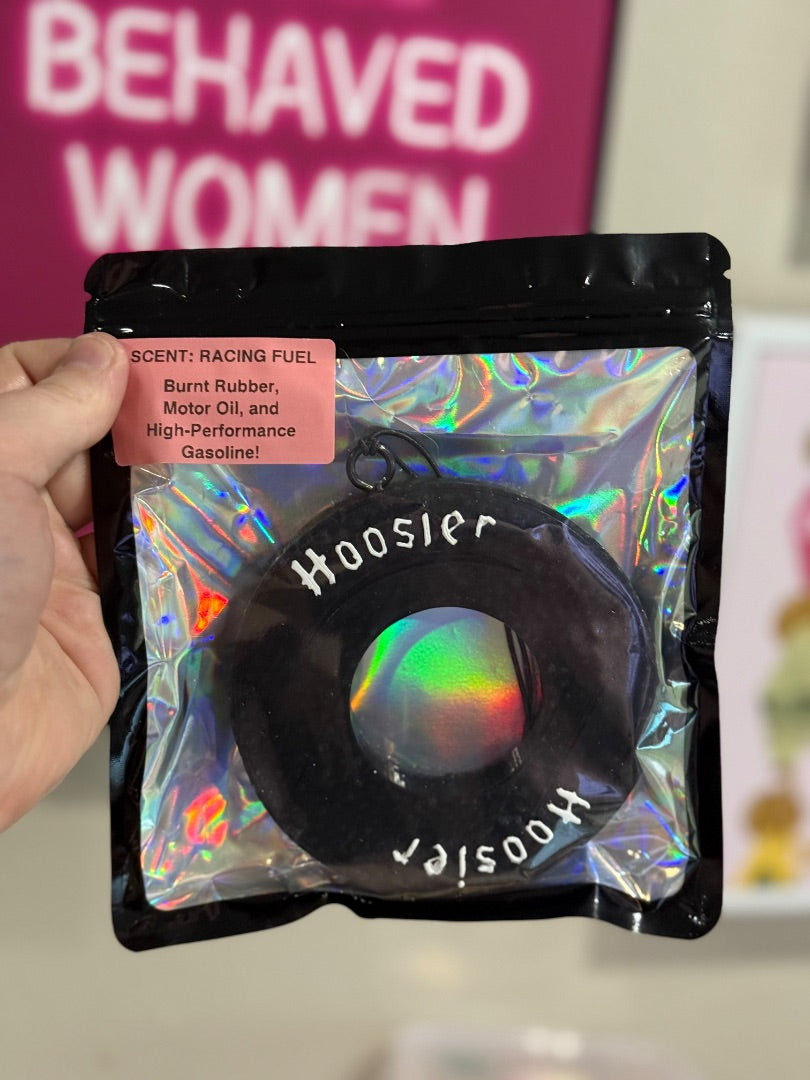 BEHAVED
WOMEN
SCENT: RACING FUEL
Burnt Rubber,
Motor Oil, and
High-Performance
Gasoline!
Hoosier
Hoosier